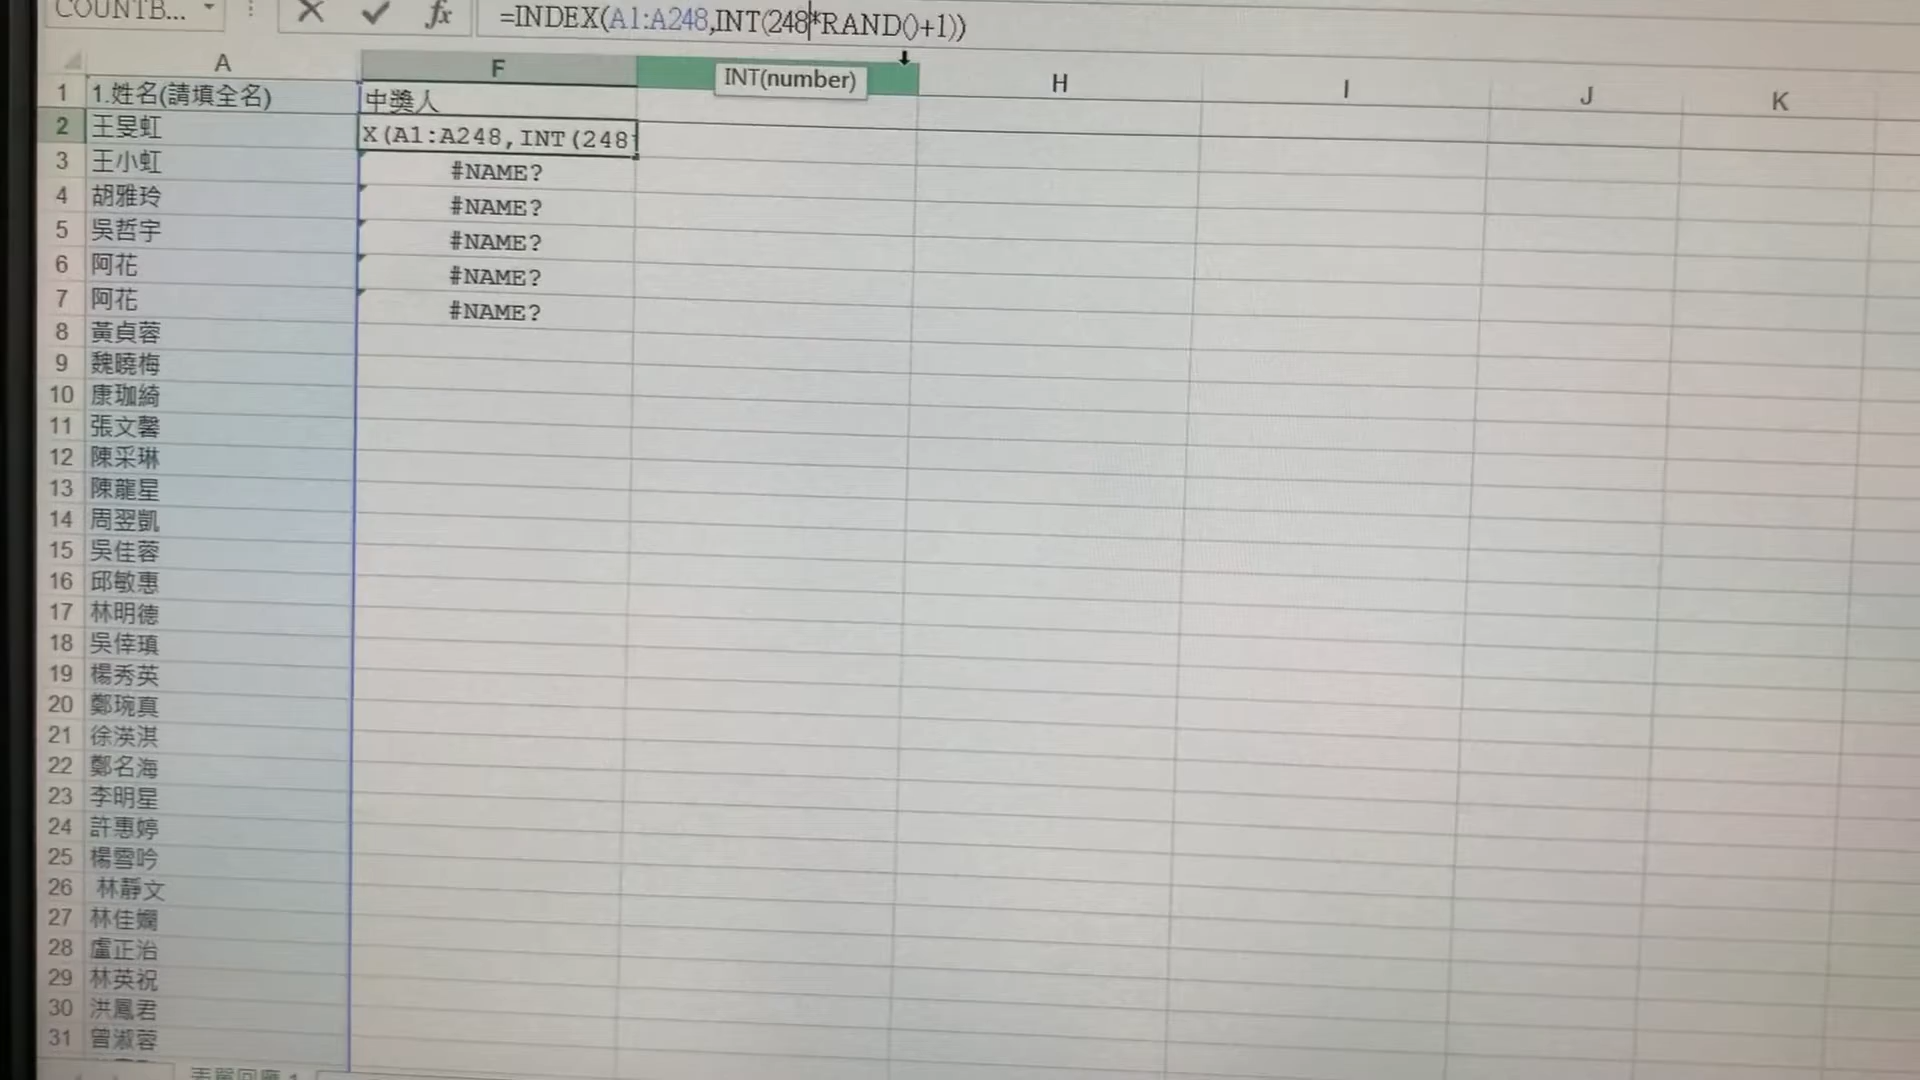 COUNTB... fx =INDEX(A1:A248,INT(248*RAND()+1))
INT(number)
A F H I J K
1 1.姓名(請填全名) 中獎人
2 王旻虹 X(A1:A248,INT(248*
3 王小虹 #NAME?
4 胡雅玲 #NAME?
5 吳哲宇 #NAME?
6 阿花 #NAME?
7 阿花 #NAME?
8 黃貞蓉
9 魏曉梅
10 康珈綺
11 張文馨
12 陳采琳
13 陳龍星
14 周翌凱
15 吳佳蓉
16 邱敏惠
17 林明德
18 吳倖瑱
19 楊秀英
20 鄭琬真
21 徐渶淇
22 鄭名海
23 李明星
24 許惠婷
25 楊雪吟
26 林靜文
27 林佳嫻
28 盧正治
29 林英祝
30 洪鳳君
31 曾淑蓉